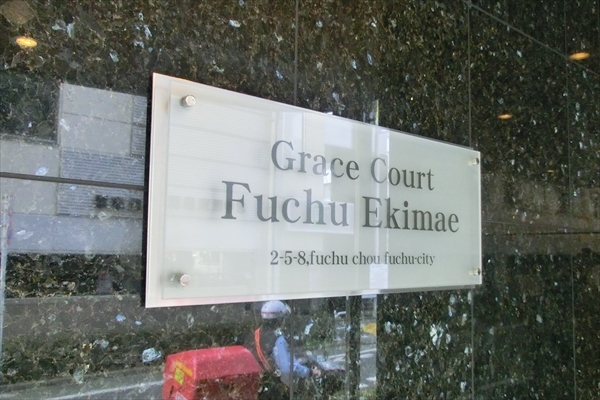 Grace Court
Fuchu Ekimae
2-5-8,fuchu chou fuchu-city